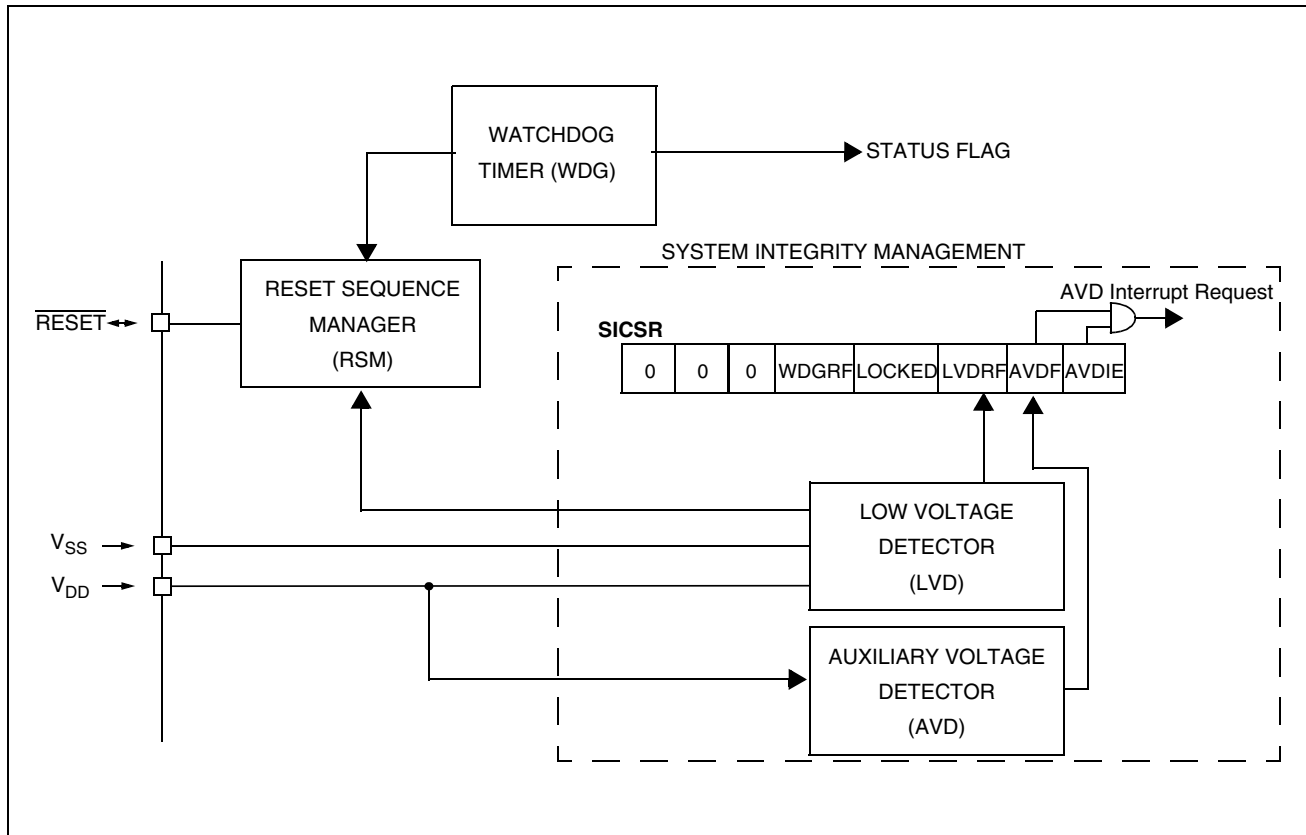 WATCHDOG
TIMER (WDG)
STATUS FLAG
SYSTEM INTEGRITY MANAGEMENT
RESET SEQUENCE
MANAGER
(RSM)
RESET
AVD Interrupt Request
SICSR
0 0 0 WDGRF LOCKED LVDRF AVDF AVDIE
LOW VOLTAGE
DETECTOR
(LVD)
VSS
VDD
AUXILIARY VOLTAGE
DETECTOR
(AVD)